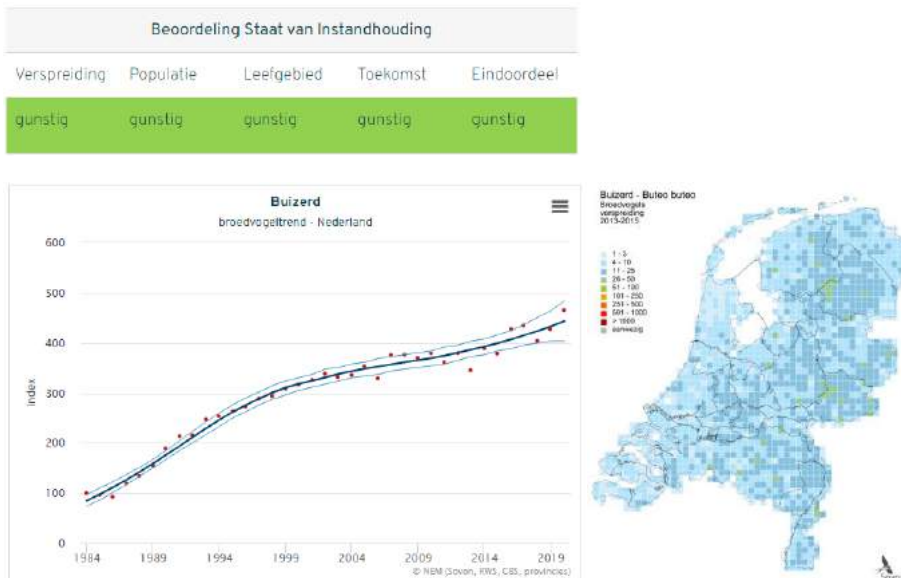 Beoordeling Staat van Instandhouding
Verspreiding Populatie Leefgebied Toekomst Eindoordeel
gunstig gunstig gunstig gunstig gunstig
Buizerd
broedvogeltrend - Nederland
600
500
400
300
200
100
0
index
1984 1989 1994 1999 2004 2009 2014 2019
© NEM (Sovon, RWS, CBS, provincies)
Buizerd - Buteo buteo
Broedvogels
verspreiding
2013-2015
1 - 3
4 - 10
11 - 25
26 - 50
51 - 100
101 - 250
251 - 500
501 - 1000
> 1000
aanwezig